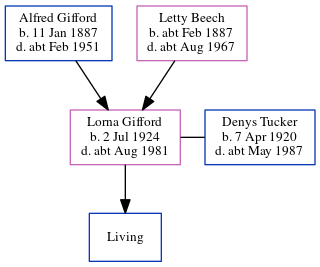 Alfred Gifford
b. 11 Jan 1887
d. abt Feb 1951
Letty Beech
b. abt Feb 1887
d. abt Aug 1967
Lorna Gifford
b. 2 Jul 1924
d. abt Aug 1981
Denys Tucker
b. 7 Apr 1920
d. abt May 1987
Living